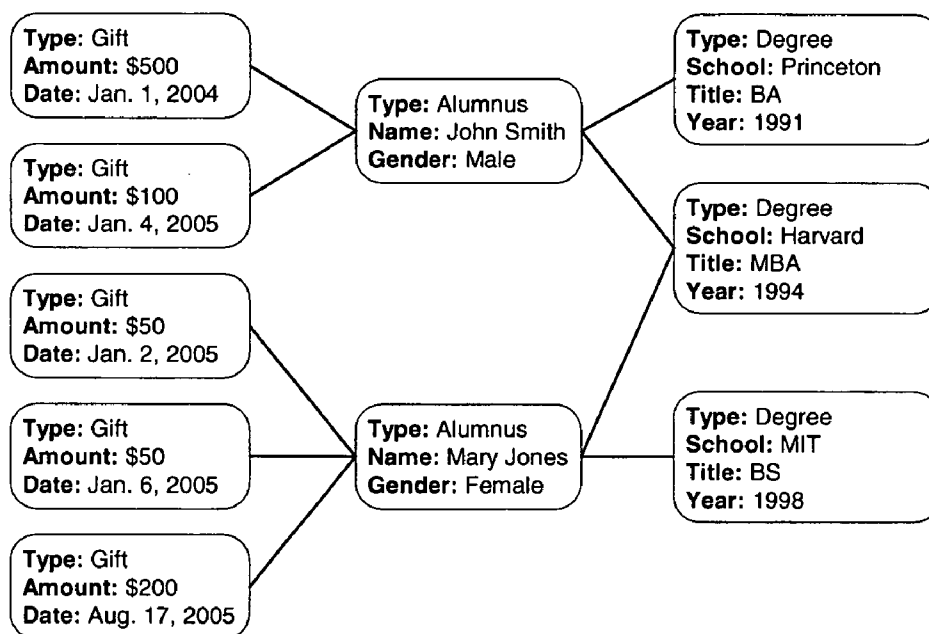 Type: Gift
Amount: $500
Date: Jan. 1, 2004
Type: Gift
Amount: $100
Date: Jan. 4, 2005
Type: Gift
Amount: $50
Date: Jan. 2, 2005
Type: Gift
Amount: $50
Date: Jan. 6, 2005
Type: Gift
Amount: $200
Date: Aug. 17, 2005
Type: Alumnus
Name: John Smith
Gender: Male
Type: Alumnus
Name: Mary Jones
Gender: Female
Type: Degree
School: Princeton
Title: BA
Year: 1991
Type: Degree
School: Harvard
Title: MBA
Year: 1994
Type: Degree
School: MIT
Title: BS
Year: 1998